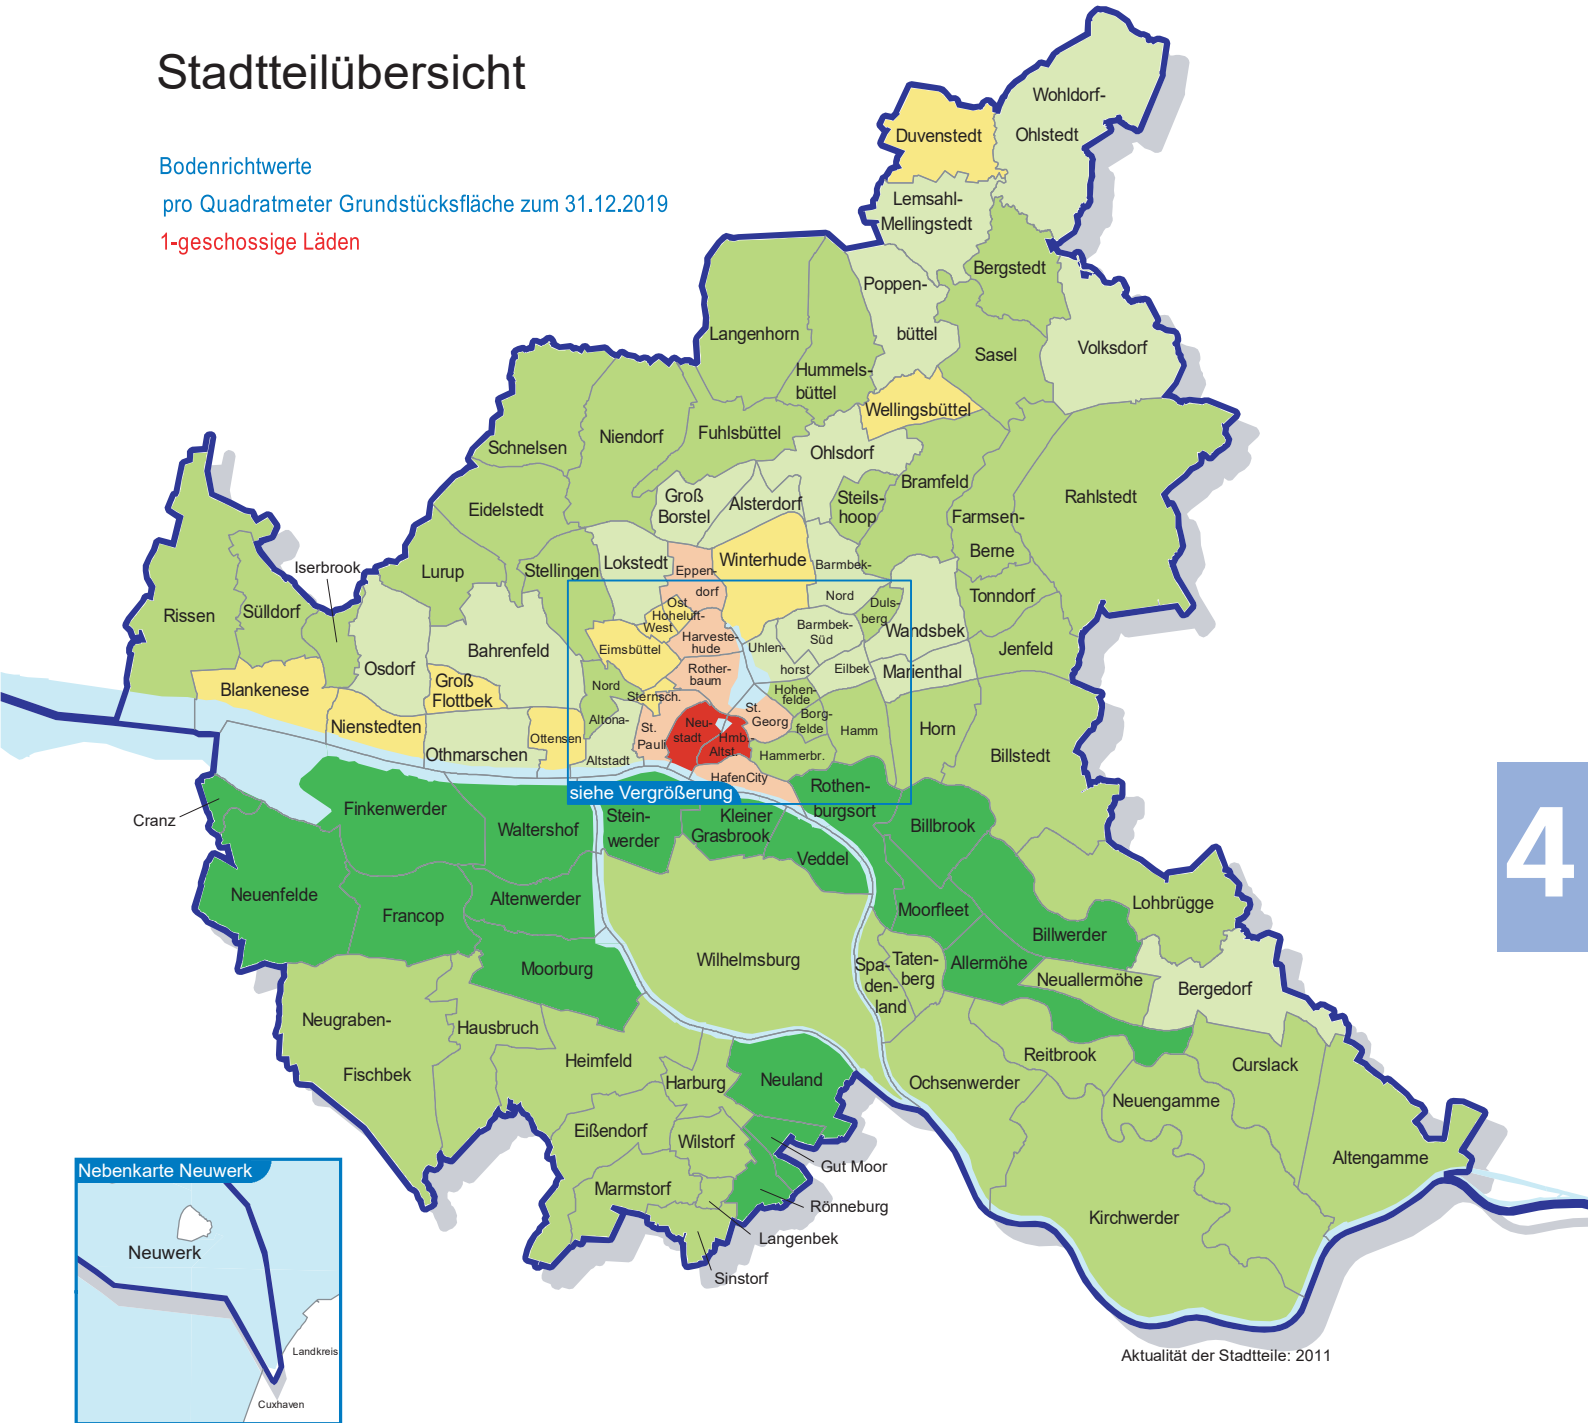 Stadtteilübersicht
Bodenrichtwerte
pro Quadratmeter Grundstücksfläche zum 31.12.2019
1-geschossige Läden
Wohldorf-
Ohlstedt
Duvenstedt
Lemsahl-
Mellingstedt
Bergstedt
Poppen-
büttel
Langenhorn
Hummels-
büttel
Sasel
Volksdorf
Wellingsbüttel
Schnelsen
Niendorf
Fuhlsbüttel
Ohlsdorf
Bramfeld
Rahlstedt
Eidelstedt
Groß
Borstel
Alsterdorf
Steils-
hoop
Farmsen-
Berne
Iserbrook
Lurup
Stellingen
Lokstedt
Eppen-
dorf
Winterhude
Barmbek-
Nord
Tonndorf
Rissen
Sülldorf
Osdorf
Bahrenfeld
Ost
Hoheluft-
West
Eimsbüttel
Harveste-
hude
Barmbek-
Süd
Duls-
berg
Wandsbek
Jenfeld
Uhlen-
horst
Eilbek
Marienthal
Rother-
baum
Blankenese
Groß
Flottbek
Nienstedten
Othmarschen
Ottensen
Nord
Altona-
Altstadt
Sternsch.
St.
Pauli
Neu-
stadt
Hmb.-
Altst.
St.
Georg
Hohen-
felde
Borg-
felde
Hamm
Horn
Billstedt
Hammerbr.
HafenCity
siehe Vergrößerung
Rothen-
burgsort
Cranz
Finkenwerder
Waltershof
Stein-
werder
Kleiner
Grasbrook
Veddel
Billbrook
Neuenfelde
Francop
Altenwerder
Moorfleet
Lohbrügge
Billwerder
Moorburg
Wilhelmsburg
Spa-
den-
land
Taten-
berg
Allermöhe
Neuallermöhe
Bergedorf
Neugraben-
Fischbek
Hausbruch
Heimfeld
Harburg
Neuland
Ochsenwerder
Reitbrook
Curslack
Neuengamme
Altengamme
Eißendorf
Wilstorf
Gut Moor
Marmstorf
Rönneburg
Langenbek
Sinstorf
Kirchwerder
Nebenkarte Neuwerk
Neuwerk
Landkreis
Cuxhaven
Aktualität der Stadtteile: 2011
4